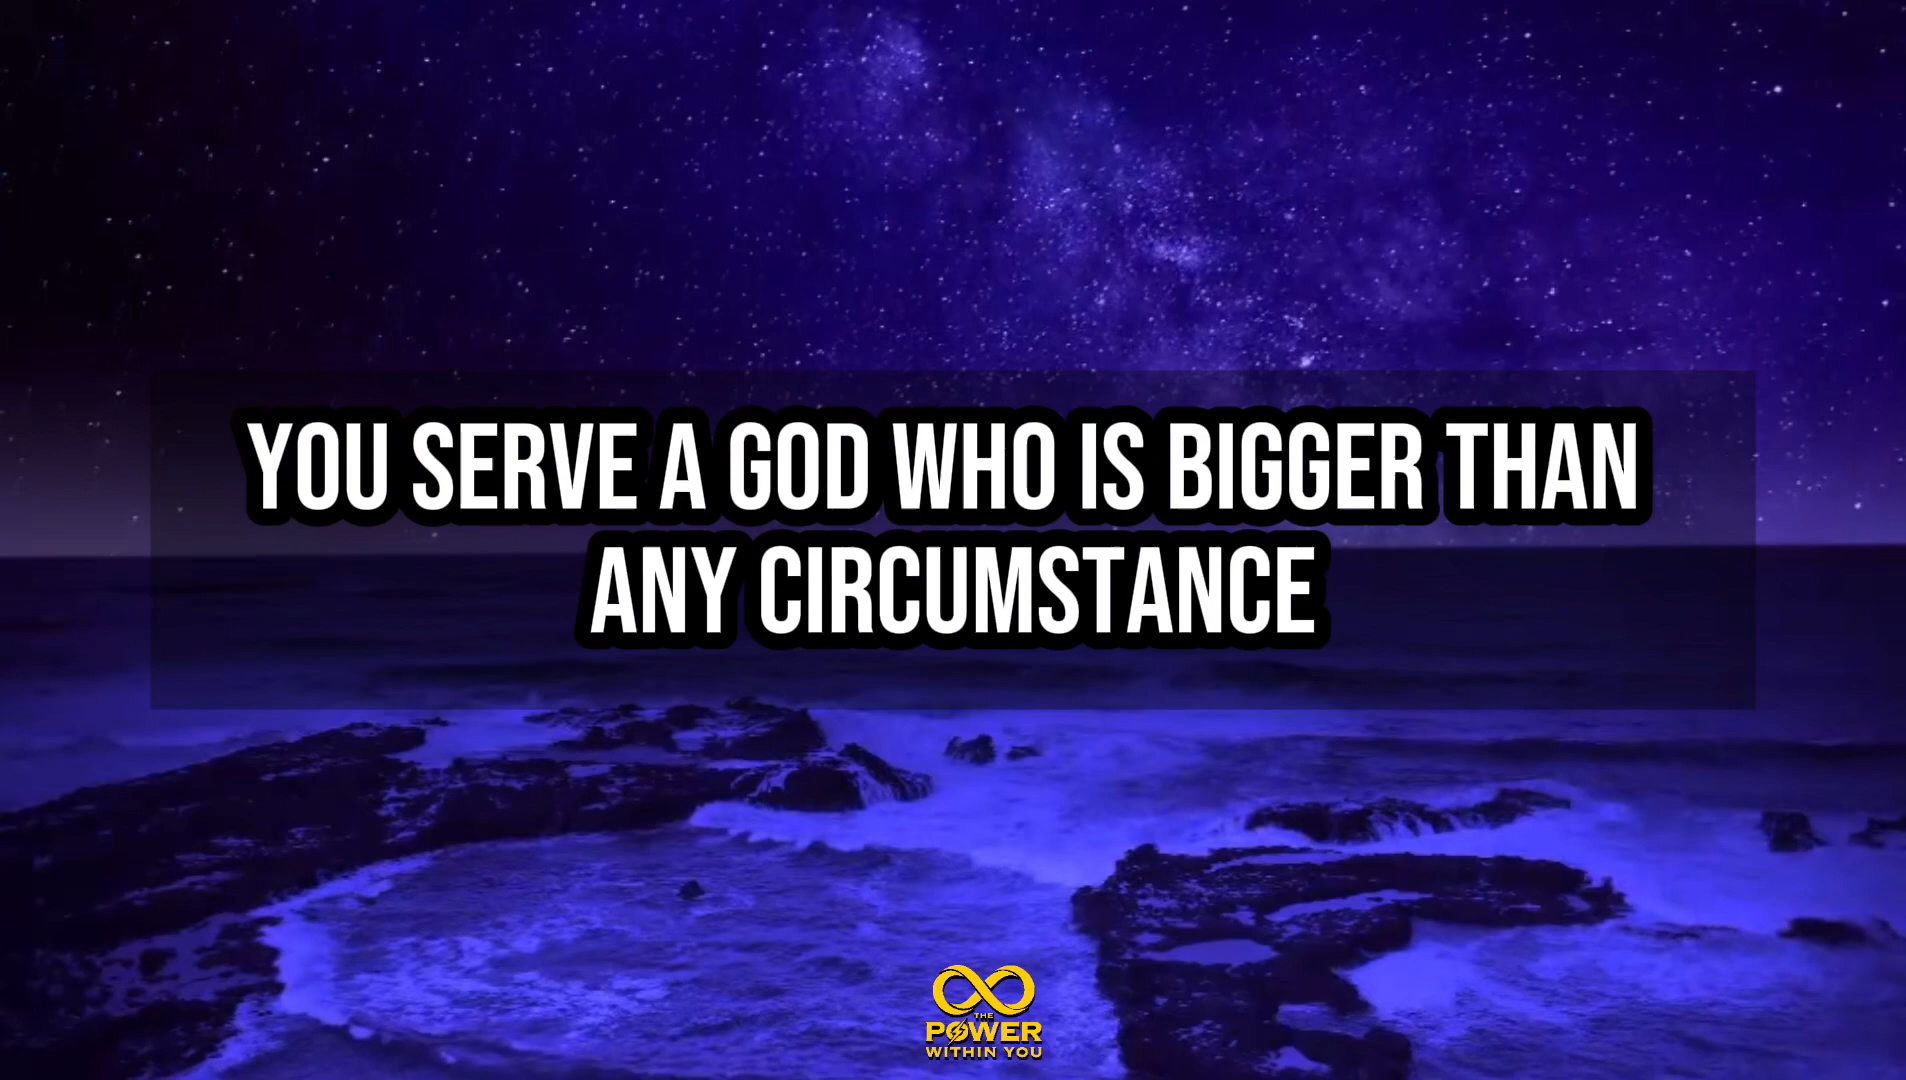 YOU SERVE A GOD WHO IS BIGGER THAN
ANY CIRCUMSTANCE
THE
POWER
WITHIN YOU